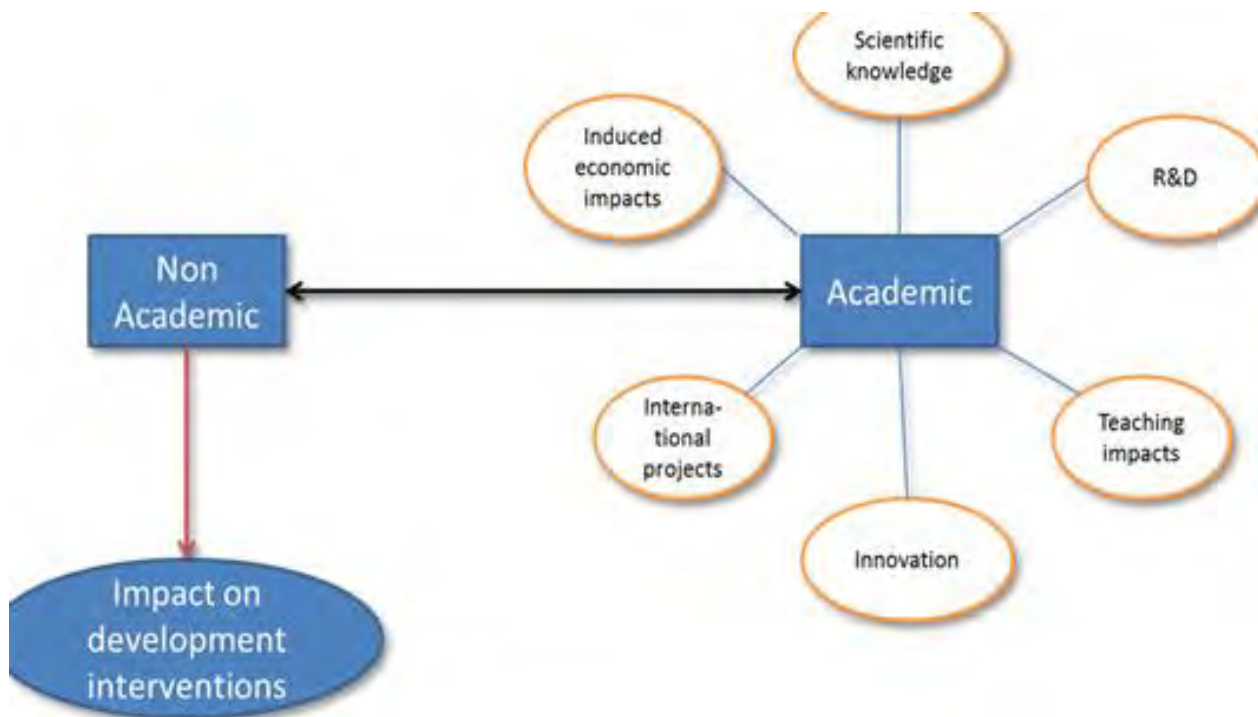 Scientific
knowledge
Induced
economic
impacts
R&D
Non
Academic
Academic
Interna-
tional
projects
Teaching
impacts
Innovation
Impact on
development
interventions